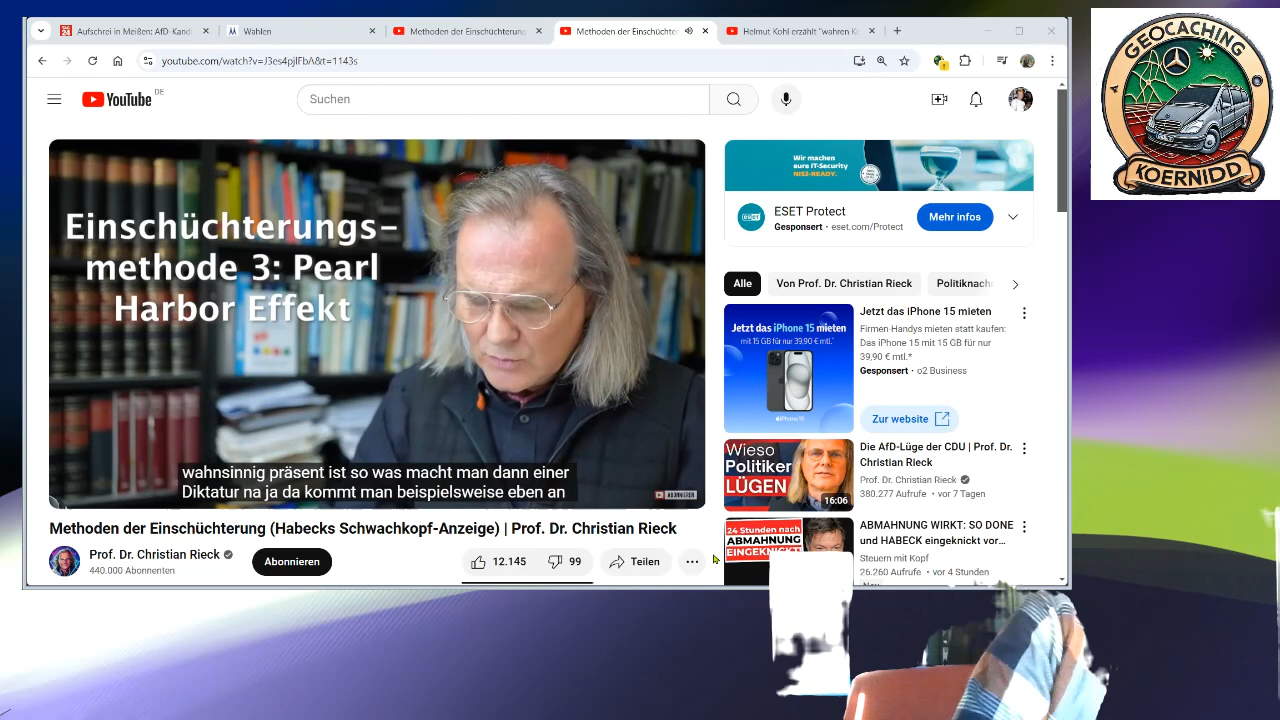 TAG24
Aufschrei in Meißen: AfD-Kandi
Wahlen
Methoden der Einschüchterung
Methoden der Einschüchter
Helmut Kohl erzählt "wahren K
youtube.com/watch?v=J3es4pjlFbA&t=1143s
YouTube DE
Suchen
Einschüchterungs-
methode 3: Pearl
Harbor Effekt
wahnsinnig präsent ist so was macht man dann einer
Diktatur na ja da kommt man beispielsweise eben an
ABONNIEREN
Methoden der Einschüchterung (Habecks Schwachkopf-Anzeige) | Prof. Dr. Christian Rieck
Prof. Dr. Christian Rieck
440.000 Abonnenten
Abonnieren
12.145
99
Teilen
Wir machen
eure IT-Security
NIS2-READY.
eset
ESET Protect
Gesponsert • eset.com/Protect
Mehr infos
Alle
Von Prof. Dr. Christian Rieck
Politiknach
Jetzt das iPhone 15 mieten
mit 15 GB für nur 39,90 € mtl.*
iPhone 15
Jetzt das iPhone 15 mieten
Firmen-Handys mieten statt kaufen:
Das iPhone 15 mit 15 GB für nur
39,90 € mtl.*
Gesponsert • o2 Business
Zur website
Wieso
Politiker
LÜGEN
16:06
Die AfD-Lüge der CDU | Prof. Dr.
Christian Rieck
Prof. Dr. Christian Rieck
380.277 Aufrufe • vor 7 Tagen
24 Stunden nach
ABMAHNUNG
EINGEKNICKT
ABMAHNUNG WIRKT: SO DONE
und HABECK eingeknickt vor...
Steuern mit Kopf
26.260 Aufrufe • vor 4 Stunden
Neu
GEOCACHING
KOERNIDD